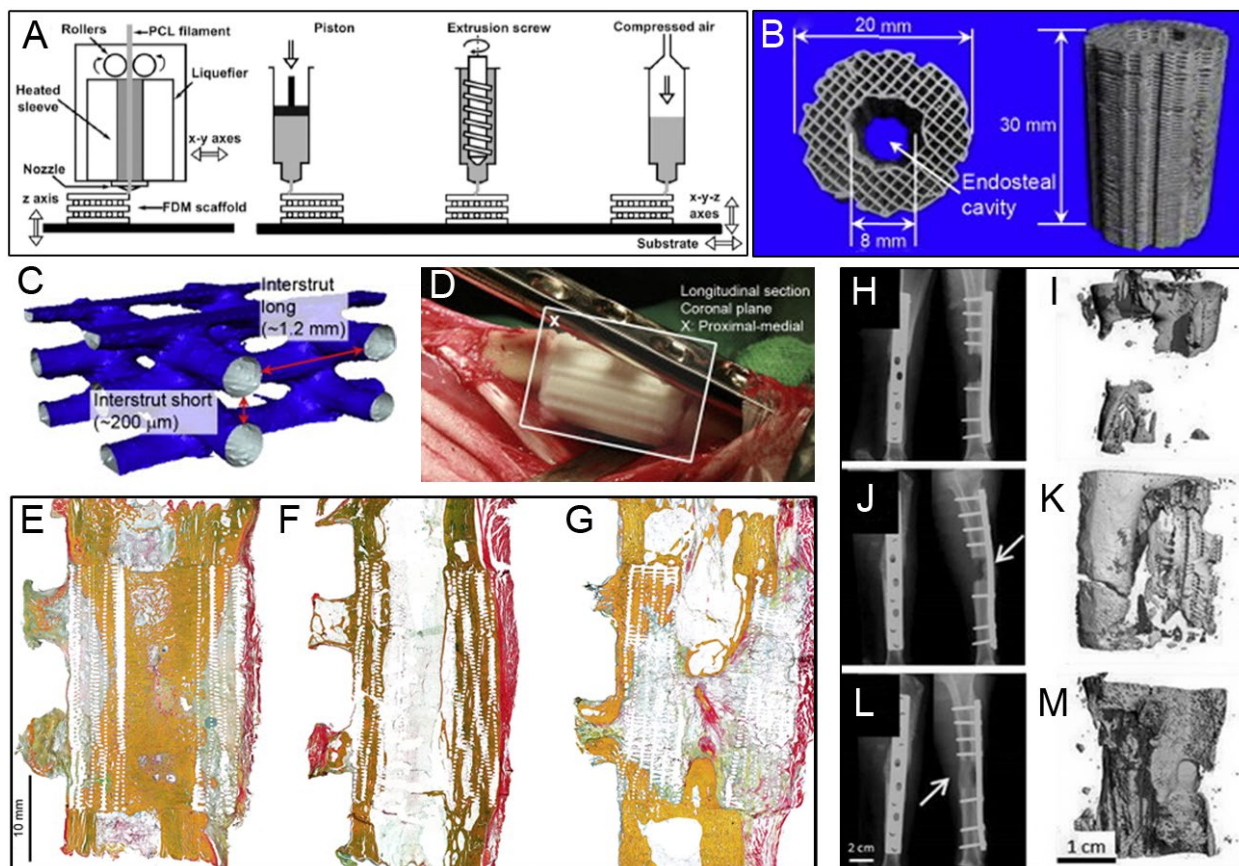 A
Rollers
PCL filament
Liquefier
Heated
sleeve
x-y axes
Nozzle
z axis
FDM scaffold
Piston
Extrusion screw
Compressed air
x-y-z
axes
Substrate
B
20 mm
30 mm
Endosteal
cavity
8 mm
C
Interstrut
long
(~1.2 mm)
Interstrut short
(~200 μm)
D
x
Longitudinal section
Coronal plane
X: Proximal-medial
E
F
G
10 mm
H
I
J
K
L
M
2 cm
1 cm